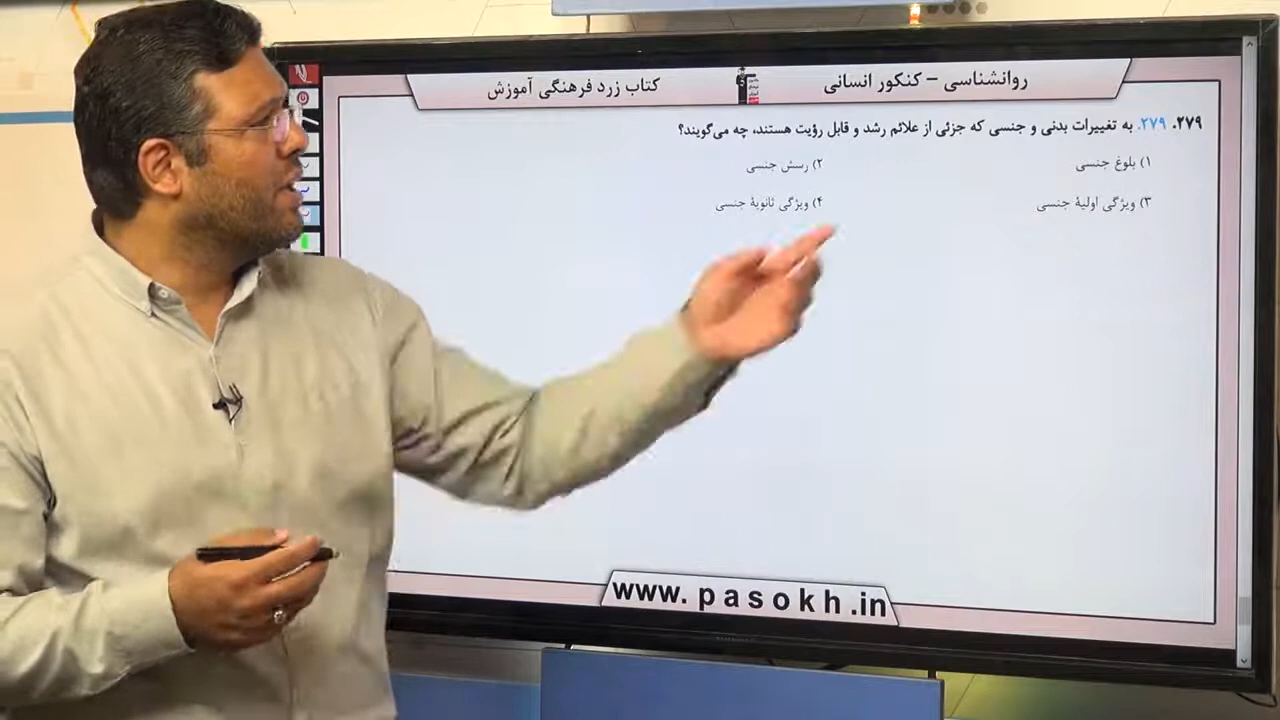 روانشناسی – کنکور انسانی
کتاب زرد فرهنگی آموزش
۲۷۹. ۲۷۹. به تغییرات بدنی و جنسی که جزئی از علائم رشد و قابل رؤیت هستند، چه می‌گویند؟
۱) بلوغ جنسی
۲) رسش جنسی
۳) ویژگی اولیهٔ جنسی
۴) ویژگی ثانویهٔ جنسی
www. pasokh .in